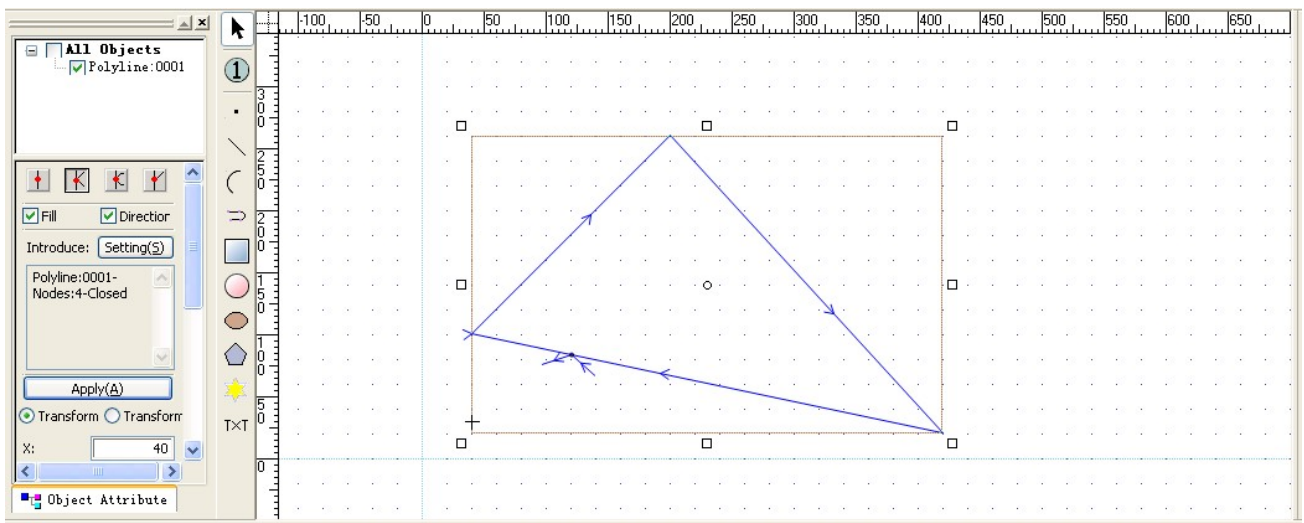 All Objects
Polyline:0001
Fill
Directior
Introduce:
Setting(S)
Polyline:0001-
Nodes:4-Closed
Apply(A)
Transform
Transform
X:
40
Object Attribute
1
T×T
-100
-50
0
50
100
150
200
250
300
350
400
450
500
550
600
650
300
250
200
150
100
50
0